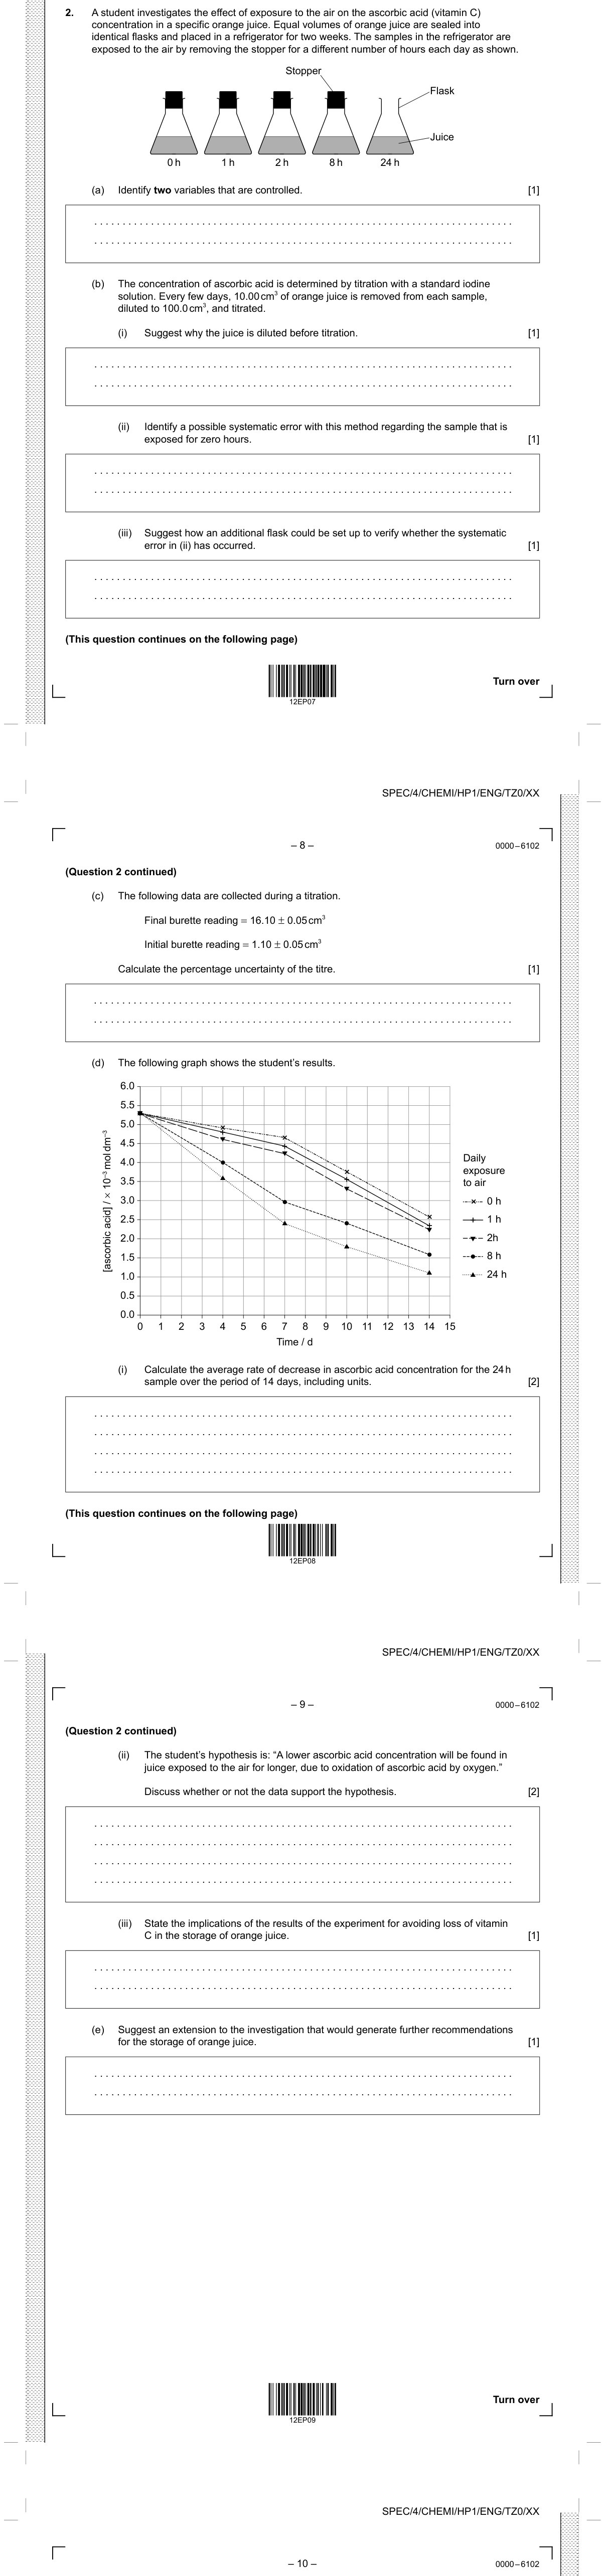 2. A student investigates the effect of exposure to the air on the ascorbic acid (vitamin C)
concentration in a specific orange juice. Equal volumes of orange juice are sealed into
identical flasks and placed in a refrigerator for two weeks. The samples in the refrigerator are
exposed to the air by removing the stopper for a different number of hours each day as shown.
Stopper
Flask
Juice
0 h 1 h 2 h 8 h 24 h
(a) Identify two variables that are controlled. [1]
(b) The concentration of ascorbic acid is determined by titration with a standard iodine
solution. Every few days, 10.00 cm³ of orange juice is removed from each sample,
diluted to 100.0 cm³, and titrated.
(i) Suggest why the juice is diluted before titration. [1]
(ii) Identify a possible systematic error with this method regarding the sample that is
exposed for zero hours. [1]
(iii) Suggest how an additional flask could be set up to verify whether the systematic
error in (ii) has occurred. [1]
(This question continues on the following page)
12EP07
Turn over
SPEC/4/CHEMI/HP1/ENG/TZ0/XX
– 8 – 0000–6102
(Question 2 continued)
(c) The following data are collected during a titration.
Final burette reading = 16.10 ± 0.05 cm³
Initial burette reading = 1.10 ± 0.05 cm³
Calculate the percentage uncertainty of the titre. [1]
(d) The following graph shows the student's results.
6.0
5.5
5.0
4.5
4.0
3.5
3.0
2.5
2.0
1.5
1.0
0.5
0.0
[ascorbic acid] / × 10⁻³ mol dm⁻³
0 1 2 3 4 5 6 7 8 9 10 11 12 13 14 15
Time / d
Daily
exposure
to air
0 h
1 h
2h
8 h
24 h
(i) Calculate the average rate of decrease in ascorbic acid concentration for the 24 h
sample over the period of 14 days, including units. [2]
(This question continues on the following page)
12EP08
SPEC/4/CHEMI/HP1/ENG/TZ0/XX
– 9 – 0000–6102
(Question 2 continued)
(ii) The student's hypothesis is: "A lower ascorbic acid concentration will be found in
juice exposed to the air for longer, due to oxidation of ascorbic acid by oxygen."
Discuss whether or not the data support the hypothesis. [2]
(iii) State the implications of the results of the experiment for avoiding loss of vitamin
C in the storage of orange juice. [1]
(e) Suggest an extension to the investigation that would generate further recommendations
for the storage of orange juice. [1]
12EP09
Turn over
SPEC/4/CHEMI/HP1/ENG/TZ0/XX
– 10 – 0000–6102